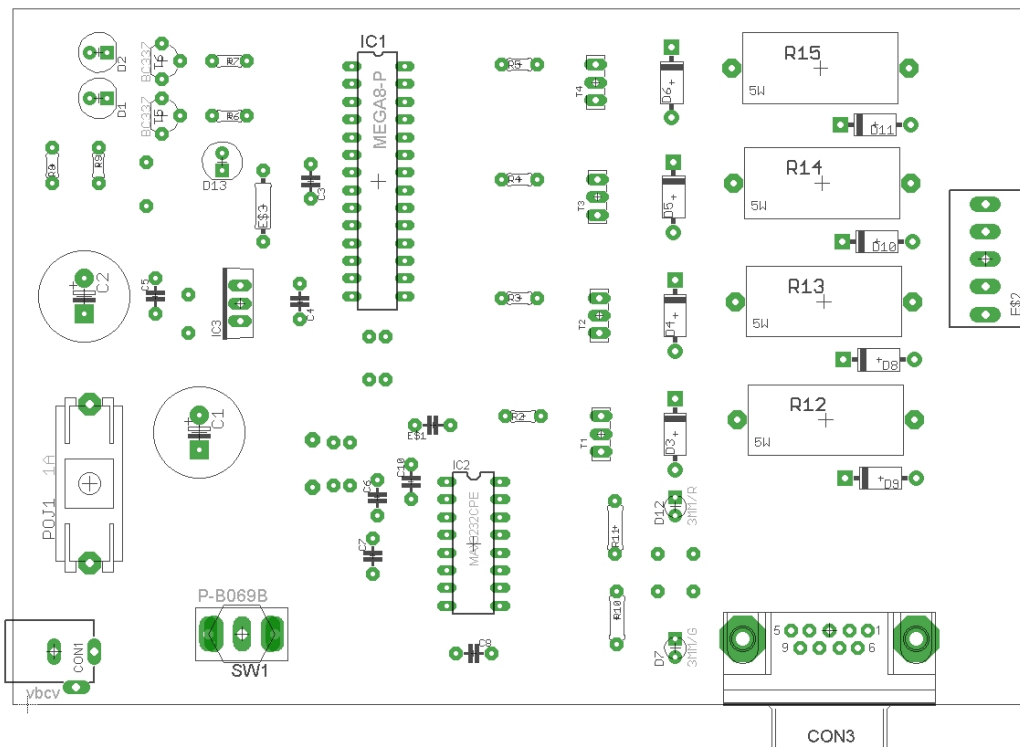 IC1
MEGA8-P
D2
BC337
T6
R7
D1
BC337
T5
R6
R8
R9
D13
E$3
C3
R5
T4
D6
R15
5W
D11
R4
T3
D5
R14
5W
D10
C2
C5
IC3
C4
R3
T2
D4
R13
5W
D8
E$2
C1
E$1
R2
T1
D3
R12
5W
D9
POJ1
1A
C6
C10
C7
IC2
MAX232CPE
R11
D12
3MM/R
P-B069B
SW1
CON1
vbcv
C8
R10
D7
3MM/G
5
1
9
6
CON3